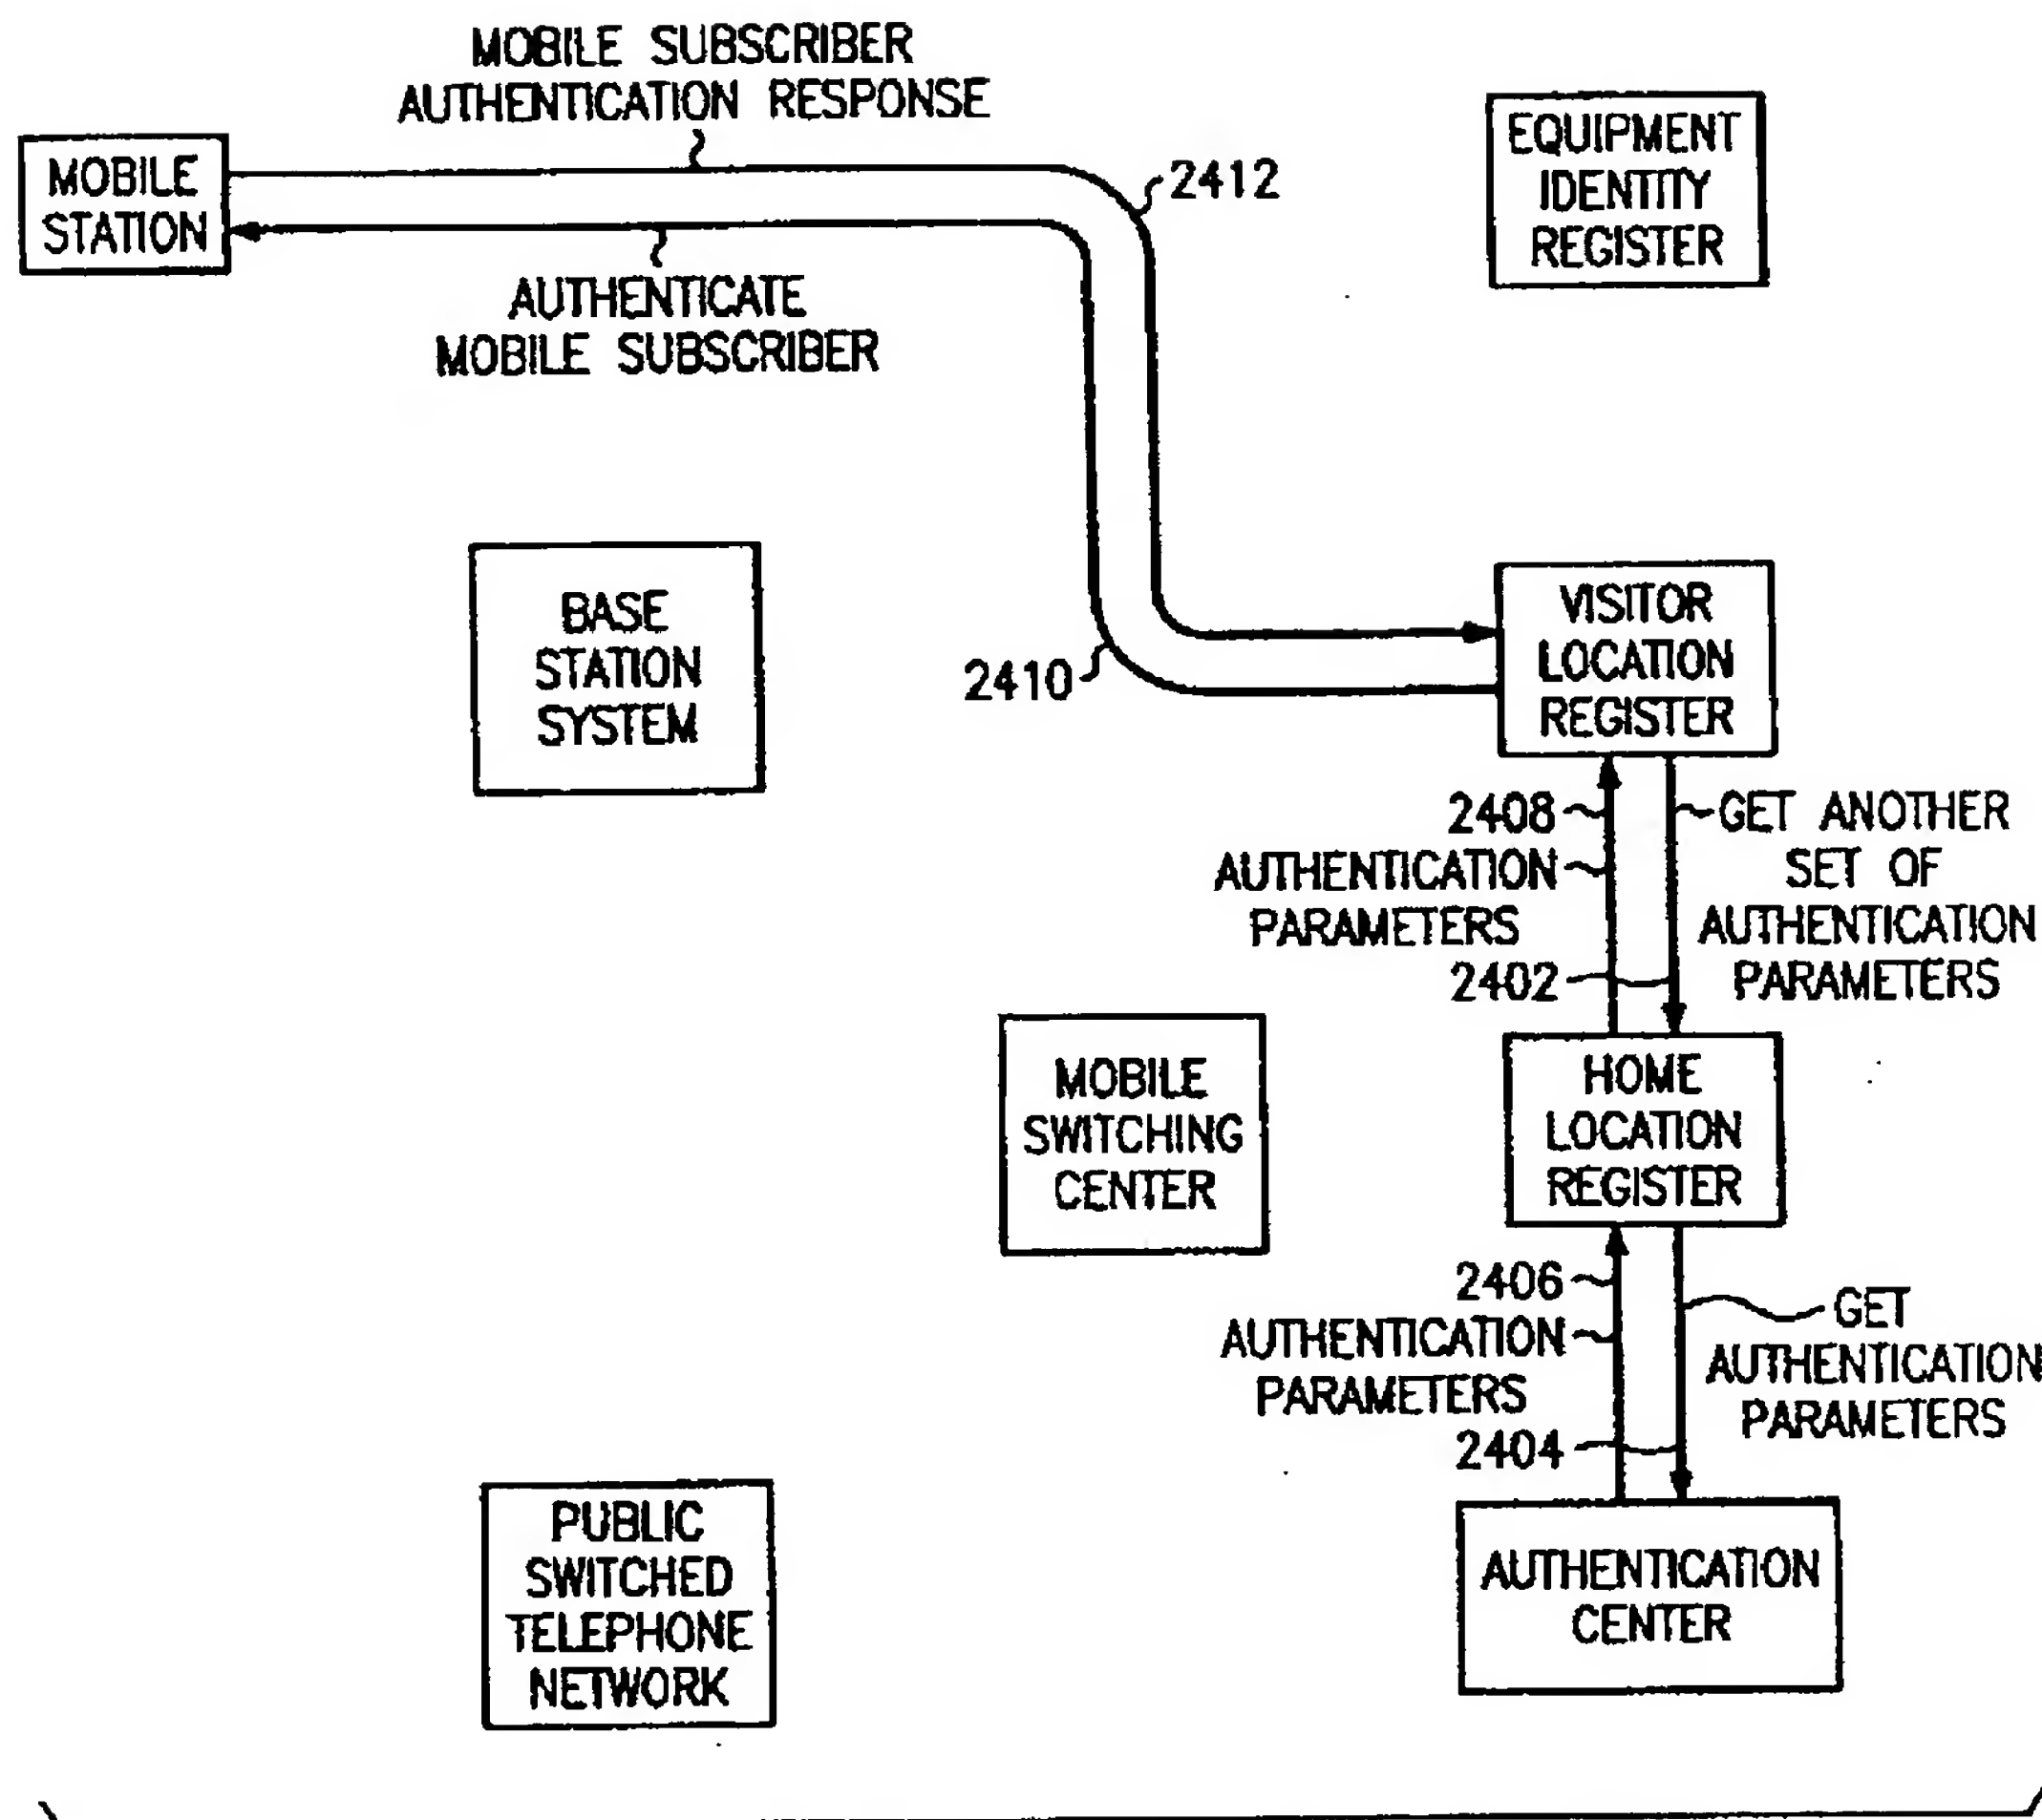 MOBILE SUBSCRIBER
AUTHENTICATION RESPONSE
MOBILE
STATION
2412
EQUIPMENT
IDENTITY
REGISTER
AUTHENTICATE
MOBILE SUBSCRIBER
BASE
STATION
SYSTEM
2410
VISITOR
LOCATION
REGISTER
2408
AUTHENTICATION
PARAMETERS
2402
GET ANOTHER
SET OF
AUTHENTICATION
PARAMETERS
MOBILE
SWITCHING
CENTER
HOME
LOCATION
REGISTER
2406
AUTHENTICATION
PARAMETERS
2404
GET
AUTHENTICATION
PARAMETERS
PUBLIC
SWITCHED
TELEPHONE
NETWORK
AUTHENTICATION
CENTER